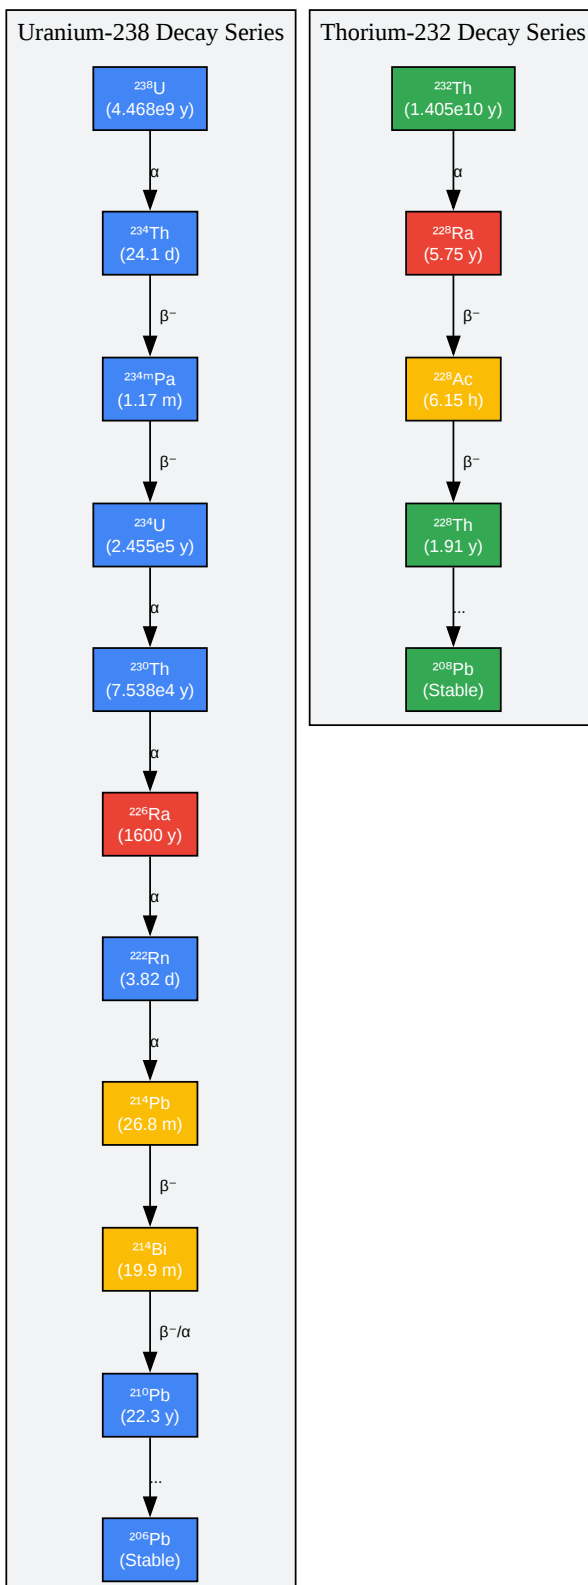 Uranium-238 Decay Series
²³⁸U
(4.468e9 y)
α
²³⁴Th
(24.1 d)
β⁻
²³⁴ᵐPa
(1.17 m)
β⁻
²³⁴U
(2.455e5 y)
α
²³⁰Th
(7.538e4 y)
α
²²⁶Ra
(1600 y)
α
²²²Rn
(3.82 d)
α
²¹⁴Pb
(26.8 m)
β⁻
²¹⁴Bi
(19.9 m)
β⁻/α
²¹⁰Pb
(22.3 y)
...
²⁰⁶Pb
(Stable)
Thorium-232 Decay Series
²³²Th
(1.405e10 y)
α
²²⁸Ra
(5.75 y)
β⁻
²²⁸Ac
(6.15 h)
β⁻
²²⁸Th
(1.91 y)
...
²⁰⁸Pb
(Stable)